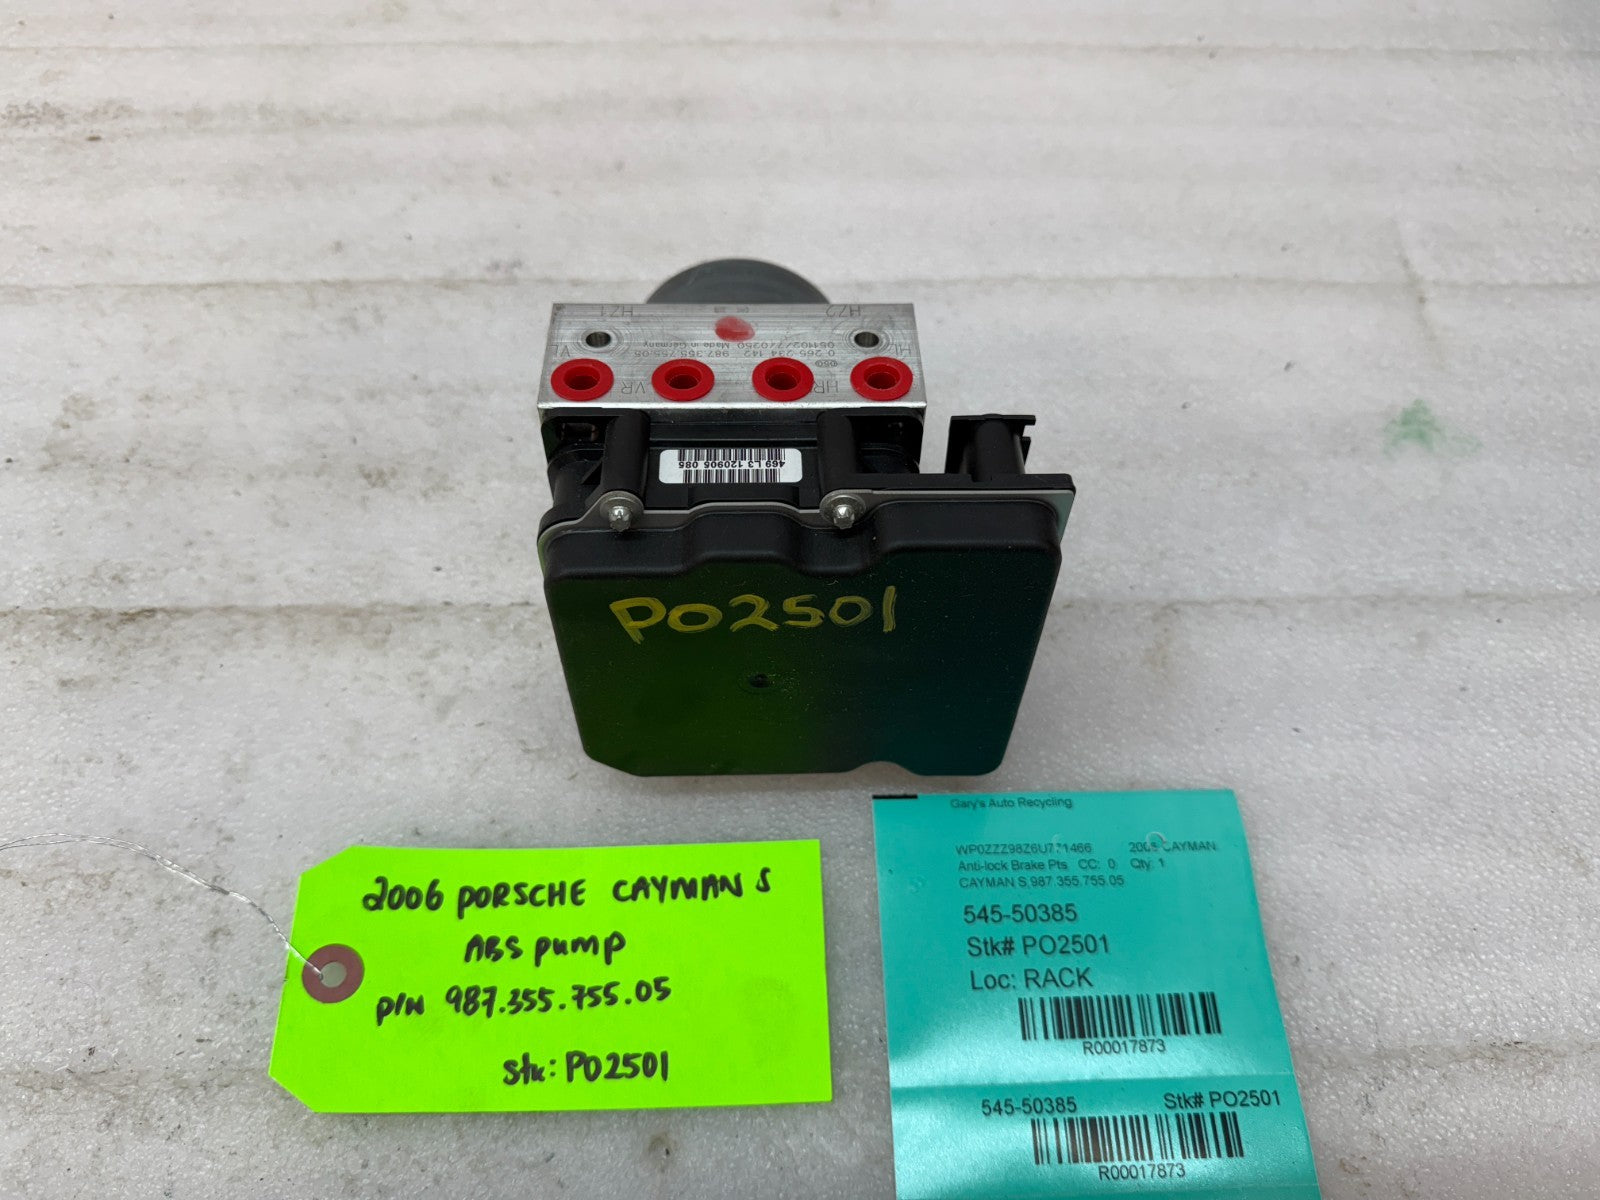 HZ1
HZ2
VL
HL
0 265 234 142 987.355.755.05
Made in Germany
VR
HR
469 L3 120905 085
PO2501
2006 PORSCHE CAYMAN S
ABS pump
P/N 987.355.755.05
Stk: PO2501
Gary's Auto Recycling
2006 CAYMAN
Anti-lock Brake Pts CC: 0 Qty: 1
CAYMAN S,987.355.755.05
545-50385
Stk# PO2501
Loc: RACK
R00017873
545-50385 Stk# PO2501
R00017873